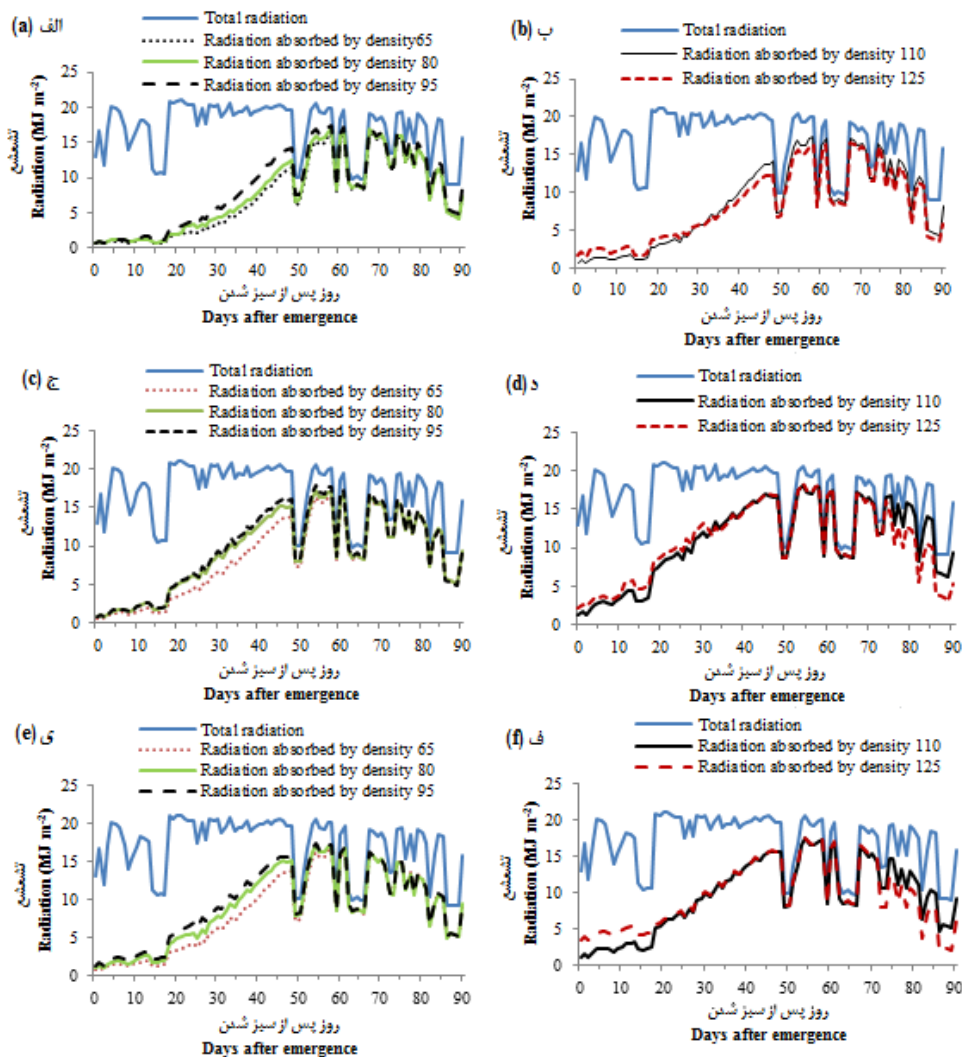 (a) الف
Total radiation
Radiation absorbed by density65
Radiation absorbed by density 80
Radiation absorbed by density 95
تشعشع
Radiation (MJ m⁻²)
25
20
15
10
5
0
0 10 20 30 40 50 60 70 80 90
روز پس از سبز شدن
Days after emergence
(b) ب
Total radiation
Radiation absorbed by density 110
Radiation absorbed by density 125
تشعشع
Radiation (MJ m⁻²)
25
20
15
10
5
0
0 10 20 30 40 50 60 70 80 90
روز پس از سبز شدن
Days after emergence
(c) ج
Total radiation
Radiation absorbed by density 65
Radiation absorbed by density 80
Radiation absorbed by density 95
تشعشع
Radiation (MJ m⁻²)
25
20
15
10
5
0
0 10 20 30 40 50 60 70 80 90
روز پس از سبز شدن
Days after emergence
(d) د
Total radiation
Radiation absorbed by density 110
Radiation absorbed by density 125
تشعشع
Radiation (MJ m⁻²)
25
20
15
10
5
0
0 10 20 30 40 50 60 70 80 90
روز پس از سبز شدن
Days after emergence
(e) ی
Total radiation
Radiation absorbed by density 65
Radiation absorbed by density 80
Radiation absorbed by density 95
تشعشع
Radiation (MJ m⁻²)
25
20
15
10
5
0
0 10 20 30 40 50 60 70 80 90
روز پس از سبز شدن
Days after emergence
(f) ف
Total radiation
Radiation absorbed by density 110
Radiation absorbed by density 125
تشعشع
Radiation (MJ m⁻²)
25
20
15
10
5
0
0 10 20 30 40 50 60 70 80 90
روز پس از سبز شدن
Days after emergence